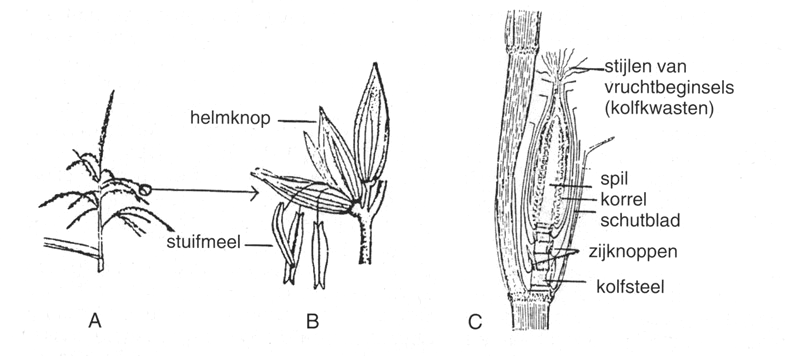 helmknop
stuifmeel
A
B
stijlen van
vruchtbeginsels
(kolfkwasten)
spil
korrel
schutblad
zijknoppen
kolfsteel
C